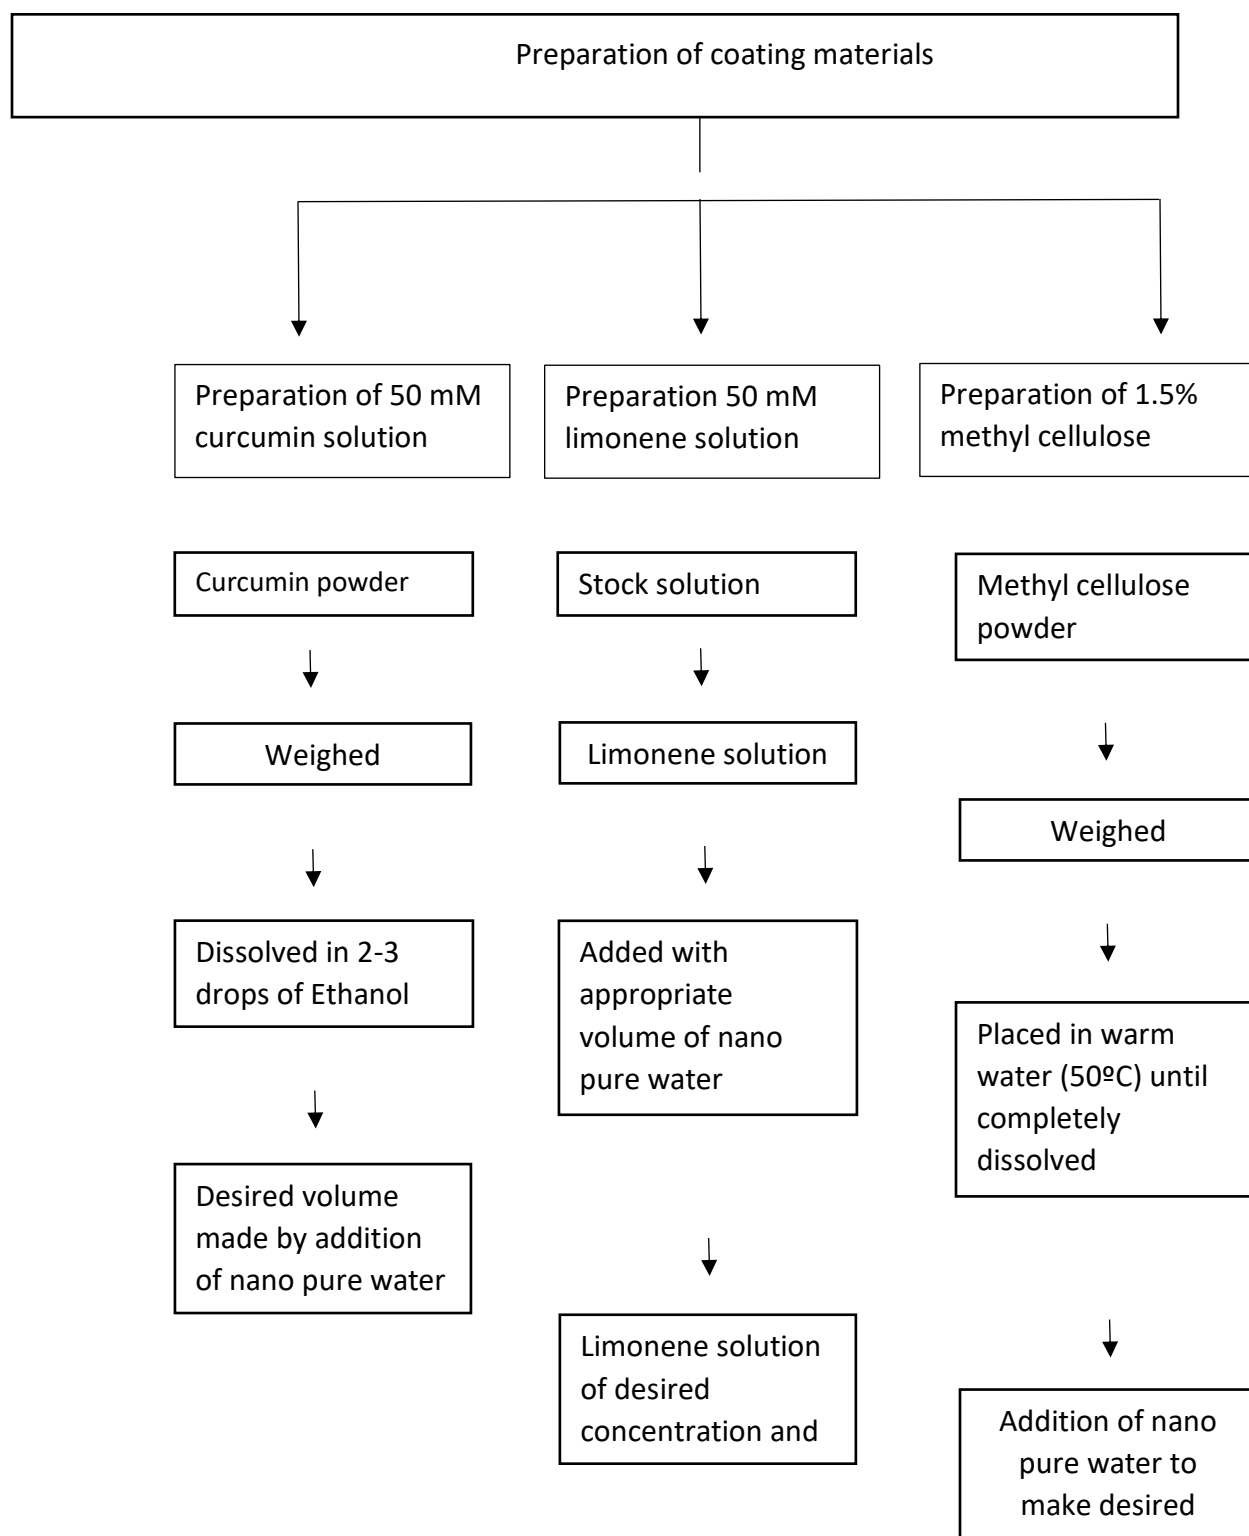 Preparation of coating materials
Preparation of 50 mM
curcumin solution
Preparation 50 mM
limonene solution
Preparation of 1.5%
methyl cellulose
Curcumin powder
Weighed
Dissolved in 2-3
drops of Ethanol
Desired volume
made by addition
of nano pure water
Stock solution
Limonene solution
Added with
appropriate
volume of nano
pure water
Limonene solution
of desired
concentration and
Methyl cellulose
powder
Weighed
Placed in warm
water (50ºC) until
completely
dissolved
Addition of nano
pure water to
make desired